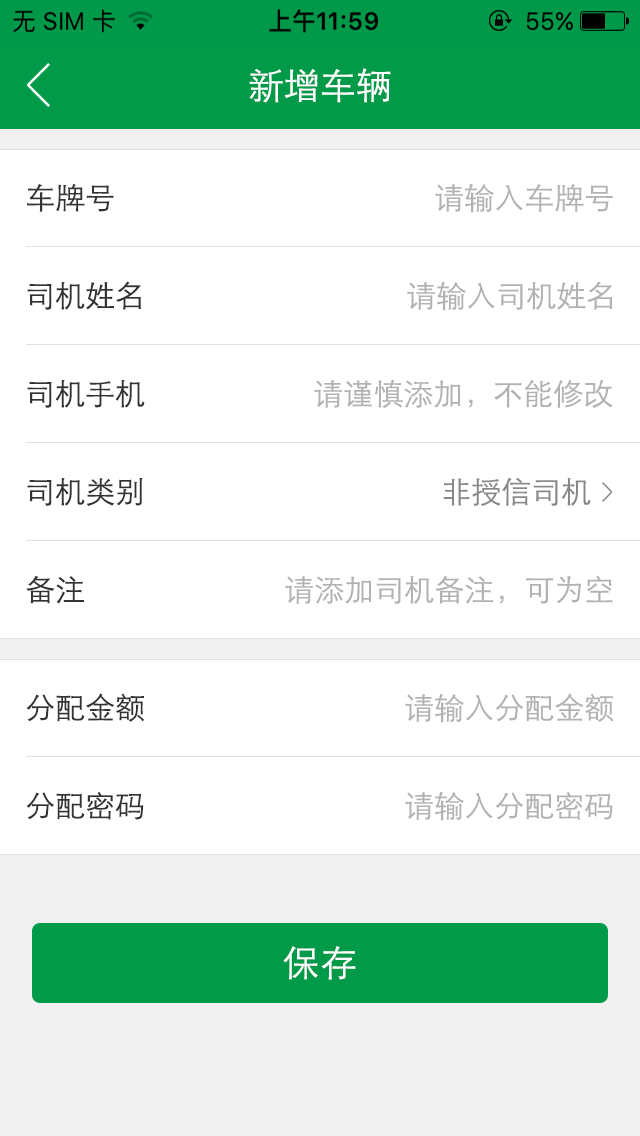 无 SIM 卡 上午11:59 55%
新增车辆
车牌号 请输入车牌号
司机姓名 请输入司机姓名
司机手机 请谨慎添加，不能修改
司机类别 非授信司机
备注 请添加司机备注，可为空
分配金额 请输入分配金额
分配密码 请输入分配密码
保存